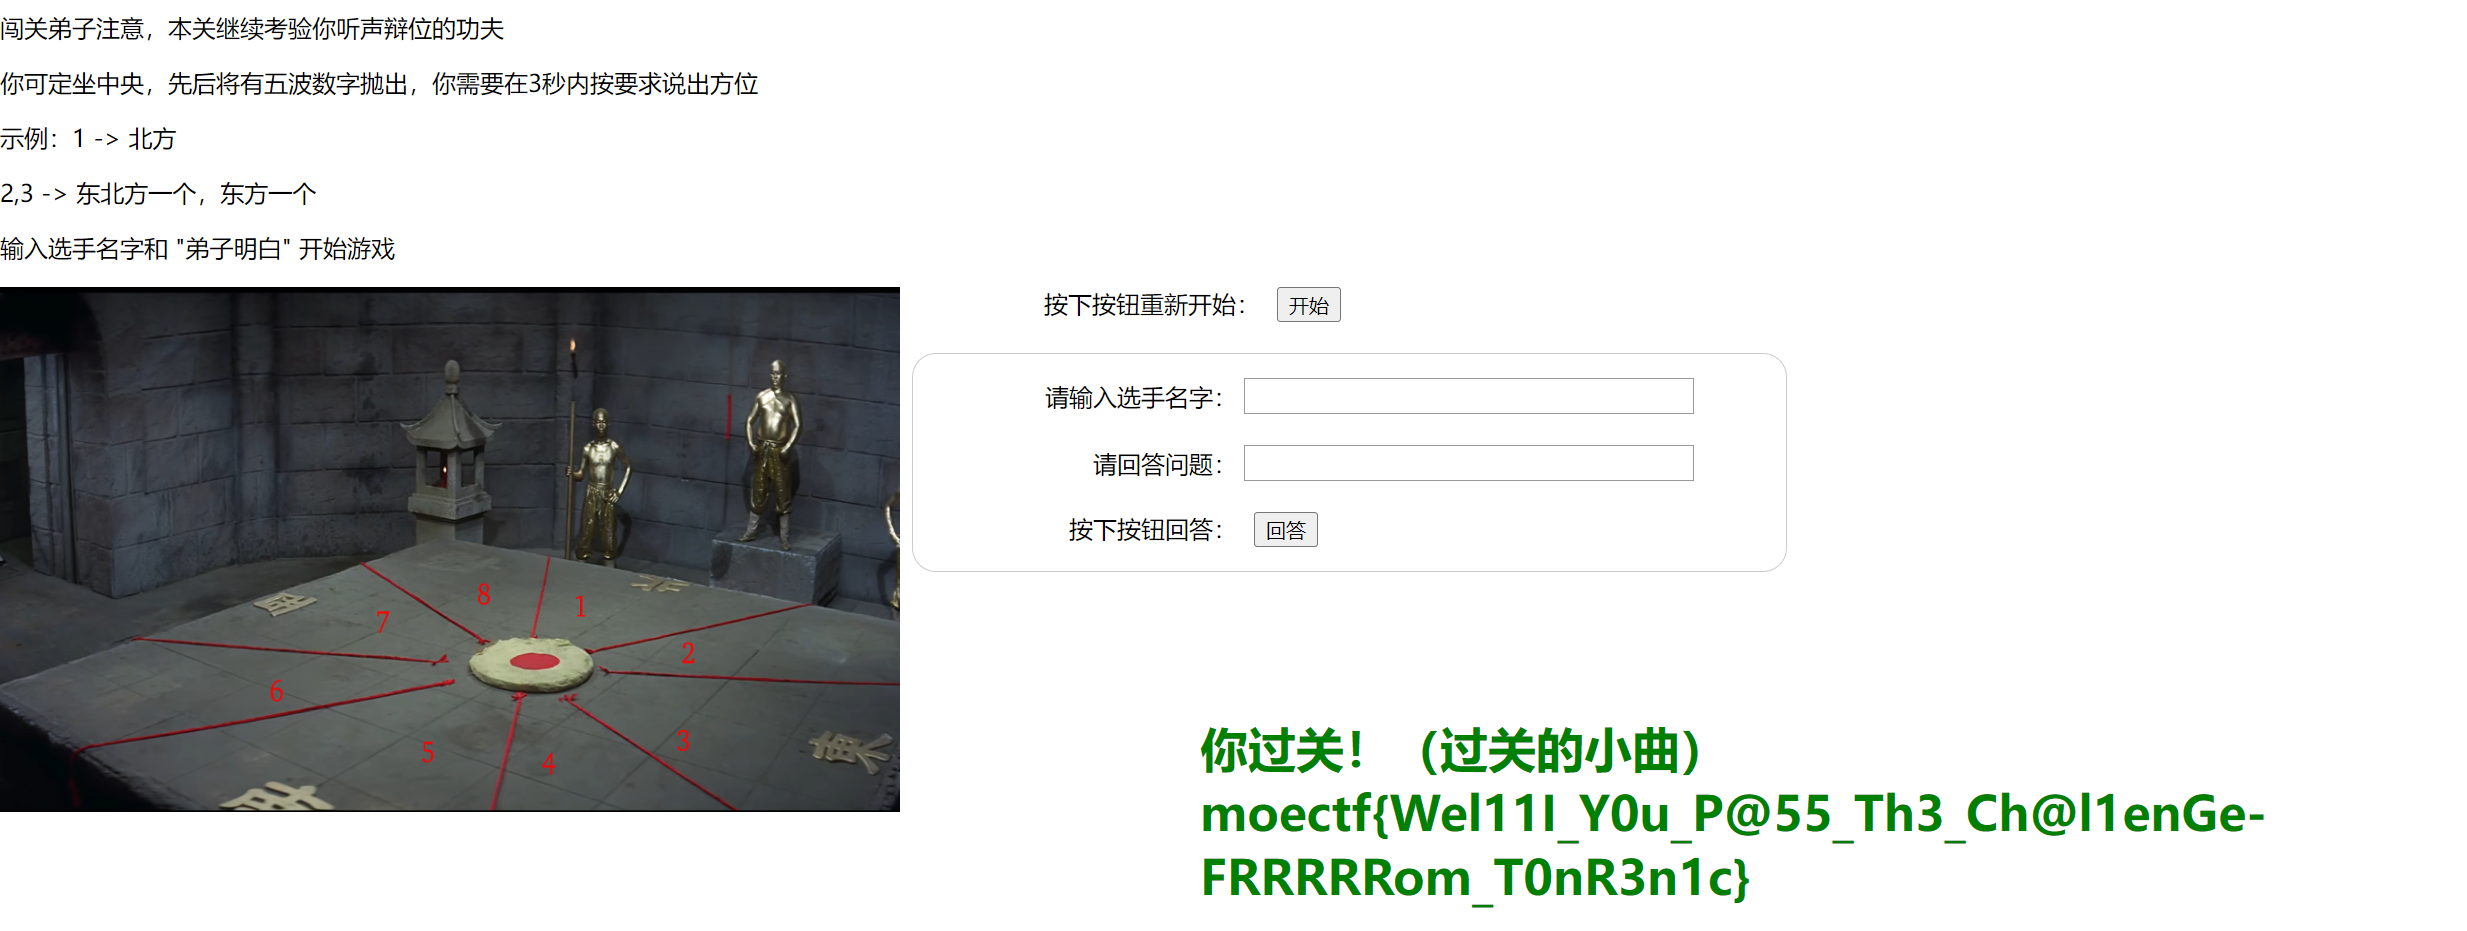 闯关弟子注意，本关继续考验你听声辩位的功夫
你可定坐中央，先后将有五波数字抛出，你需要在3秒内按要求说出方位
示例：1 -> 北方
2,3 -> 东北方一个，东方一个
输入选手名字和 "弟子明白" 开始游戏
按下按钮重新开始： 开始
请输入选手名字：
请回答问题：
按下按钮回答： 回答
8
1
7
2
6
3
5
4
東
你过关！（过关的小曲）
moectf{Wel11I_Y0u_P@55_Th3_Ch@l1enGe-
FRRRRRom_T0nR3n1c}